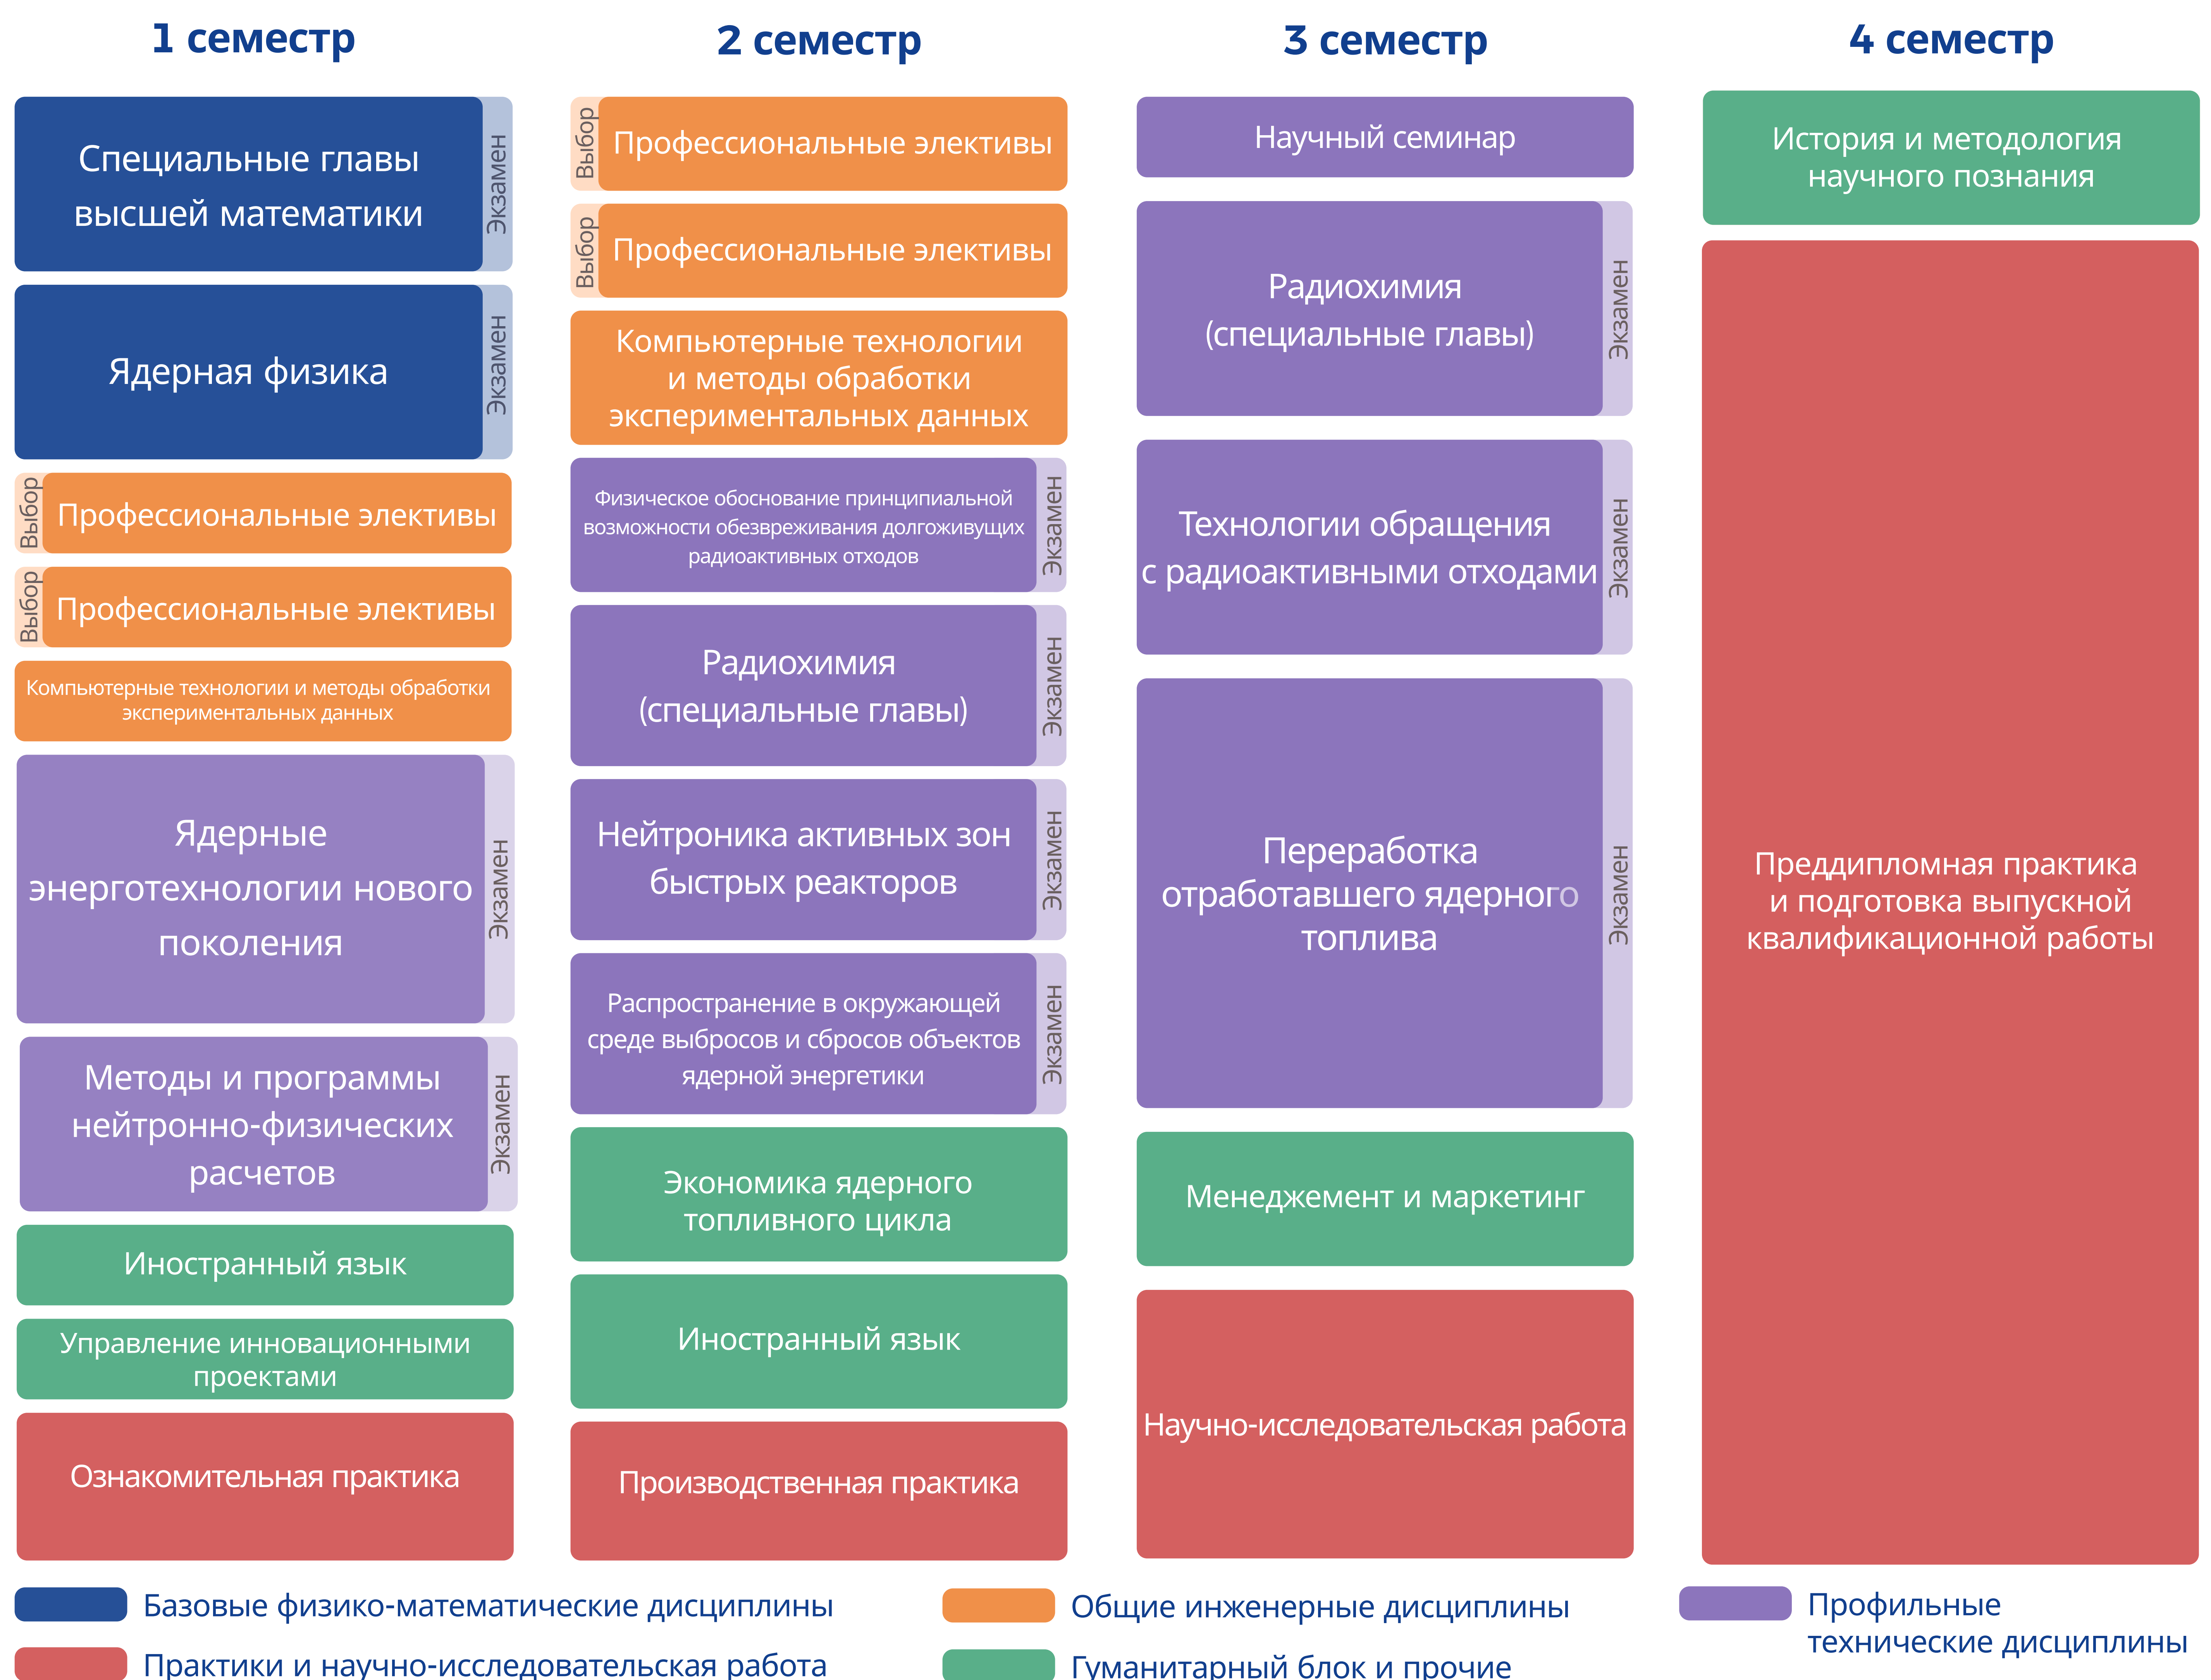 1 семестр
Специальные главы
высшей математики
Экзамен
Ядерная физика
Экзамен
Выбор
Профессиональные элективы
Выбор
Профессиональные элективы
Компьютерные технологии и методы обработки
экспериментальных данных
Ядерные
энерготехнологии нового
поколения
Экзамен
Методы и программы
нейтронно-физических
расчетов
Экзамен
Иностранный язык
Управление инновационными
проектами
Ознакомительная практика
2 семестр
Выбор
Профессиональные элективы
Выбор
Профессиональные элективы
Компьютерные технологии
и методы обработки
экспериментальных данных
Физическое обоснование принципиальной
возможности обезвреживания долгоживущих
радиоактивных отходов
Экзамен
Радиохимия
(специальные главы)
Экзамен
Нейтроника активных зон
быстрых реакторов
Экзамен
Распространение в окружающей
среде выбросов и сбросов объектов
ядерной энергетики
Экзамен
Экономика ядерного
топливного цикла
Иностранный язык
Производственная практика
3 семестр
Научный семинар
Радиохимия
(специальные главы)
Экзамен
Технологии обращения
с радиоактивными отходами
Экзамен
Переработка
отработавшего ядерного
топлива
Экзамен
Менеджемент и маркетинг
Научно-исследовательская работа
4 семестр
История и методология
научного познания
Преддипломная практика
и подготовка выпускной
квалификационной работы
Базовые физико-математические дисциплины
Практики и научно-исследовательская работа
Общие инженерные дисциплины
Гуманитарный блок и прочие
Профильные
технические дисциплины